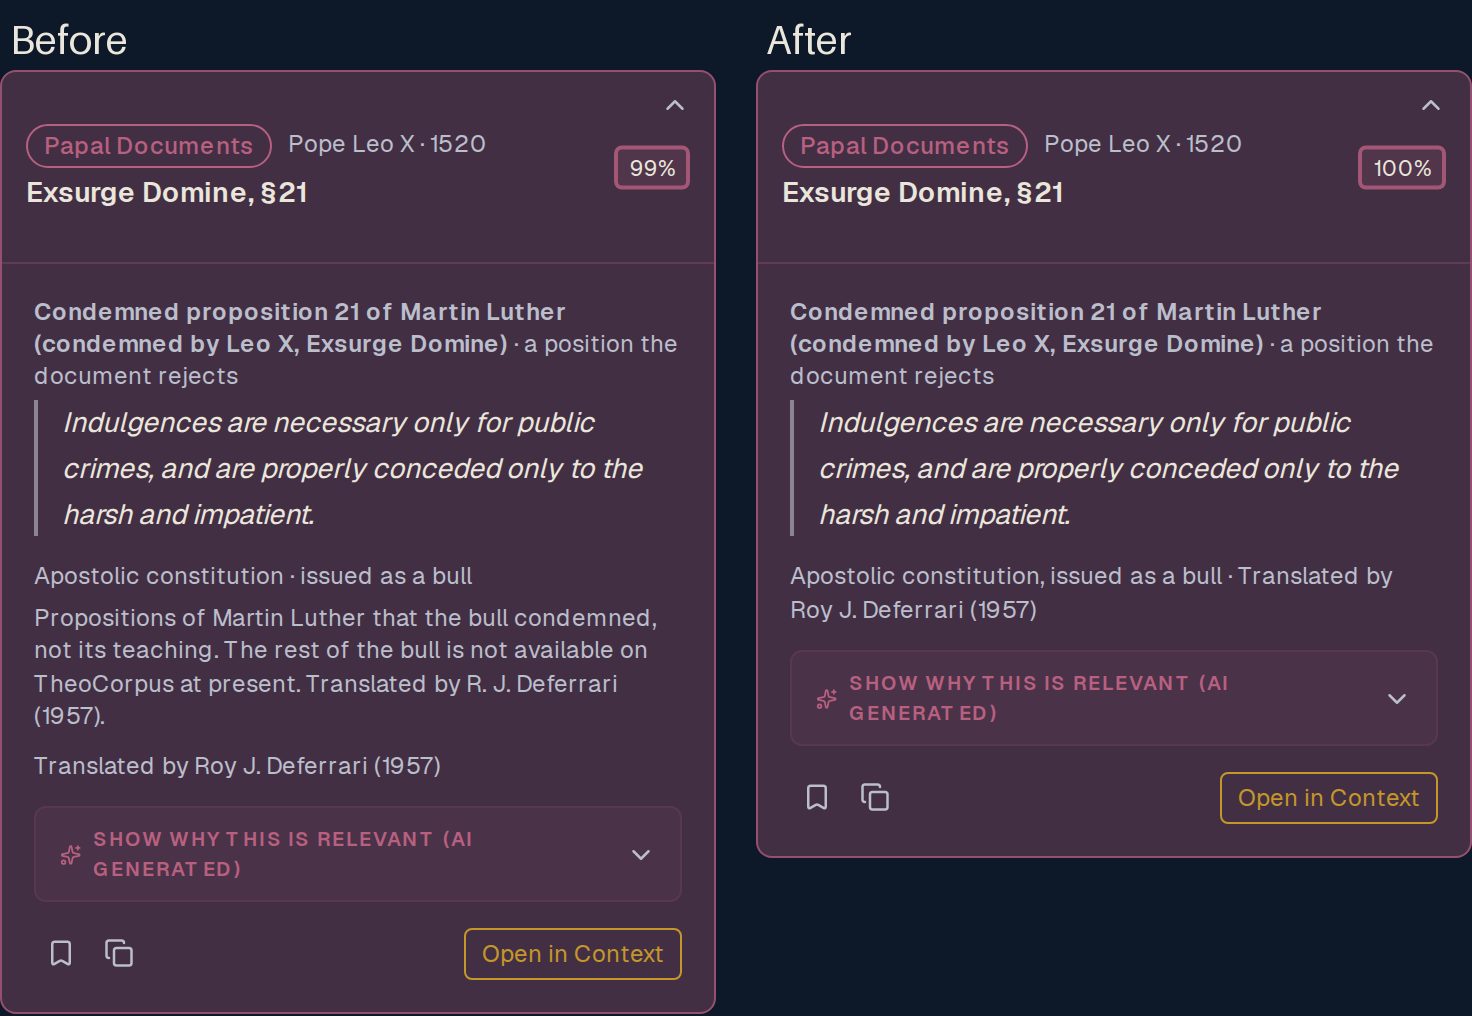 Before
Papal Documents Pope Leo X · 1520
99%
Exsurge Domine, §21
Condemned proposition 21 of Martin Luther
(condemned by Leo X, Exsurge Domine) · a position the
document rejects
Indulgences are necessary only for public
crimes, and are properly conceded only to the
harsh and impatient.
Apostolic constitution · issued as a bull
Propositions of Martin Luther that the bull condemned,
not its teaching. The rest of the bull is not available on
TheoCorpus at present. Translated by R. J. Deferrari
(1957).
Translated by Roy J. Deferrari (1957)
SHOW WHY THIS IS RELEVANT (AI
GENERATED)
Open in Context
After
Papal Documents Pope Leo X · 1520
100%
Exsurge Domine, §21
Condemned proposition 21 of Martin Luther
(condemned by Leo X, Exsurge Domine) · a position the
document rejects
Indulgences are necessary only for public
crimes, and are properly conceded only to the
harsh and impatient.
Apostolic constitution, issued as a bull · Translated by
Roy J. Deferrari (1957)
SHOW WHY THIS IS RELEVANT (AI
GENERATED)
Open in Context